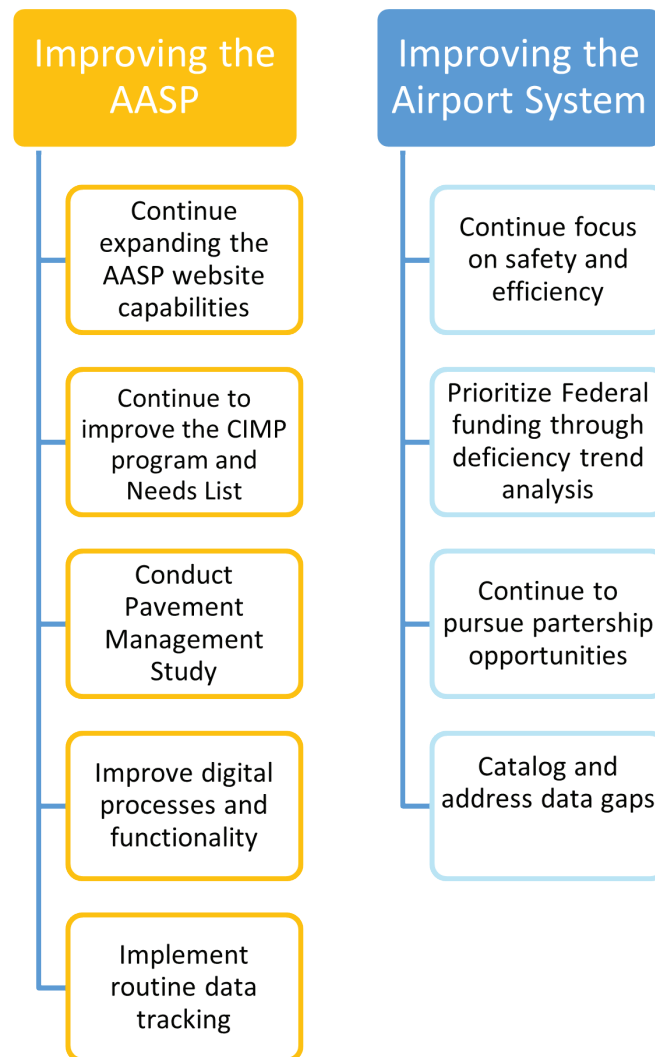 Improving the
AASP
Continue
expanding the
AASP website
capabilities
Continue to
improve the CIMP
program and
Needs List
Conduct
Pavement
Management
Study
Improve digital
processes and
functionality
Implement
routine data
tracking
Improving the
Airport System
Continue focus
on safety and
efficiency
Prioritize Federal
funding through
deficiency trend
analysis
Continue to
pursue partership
opportunities
Catalog and
address data gaps